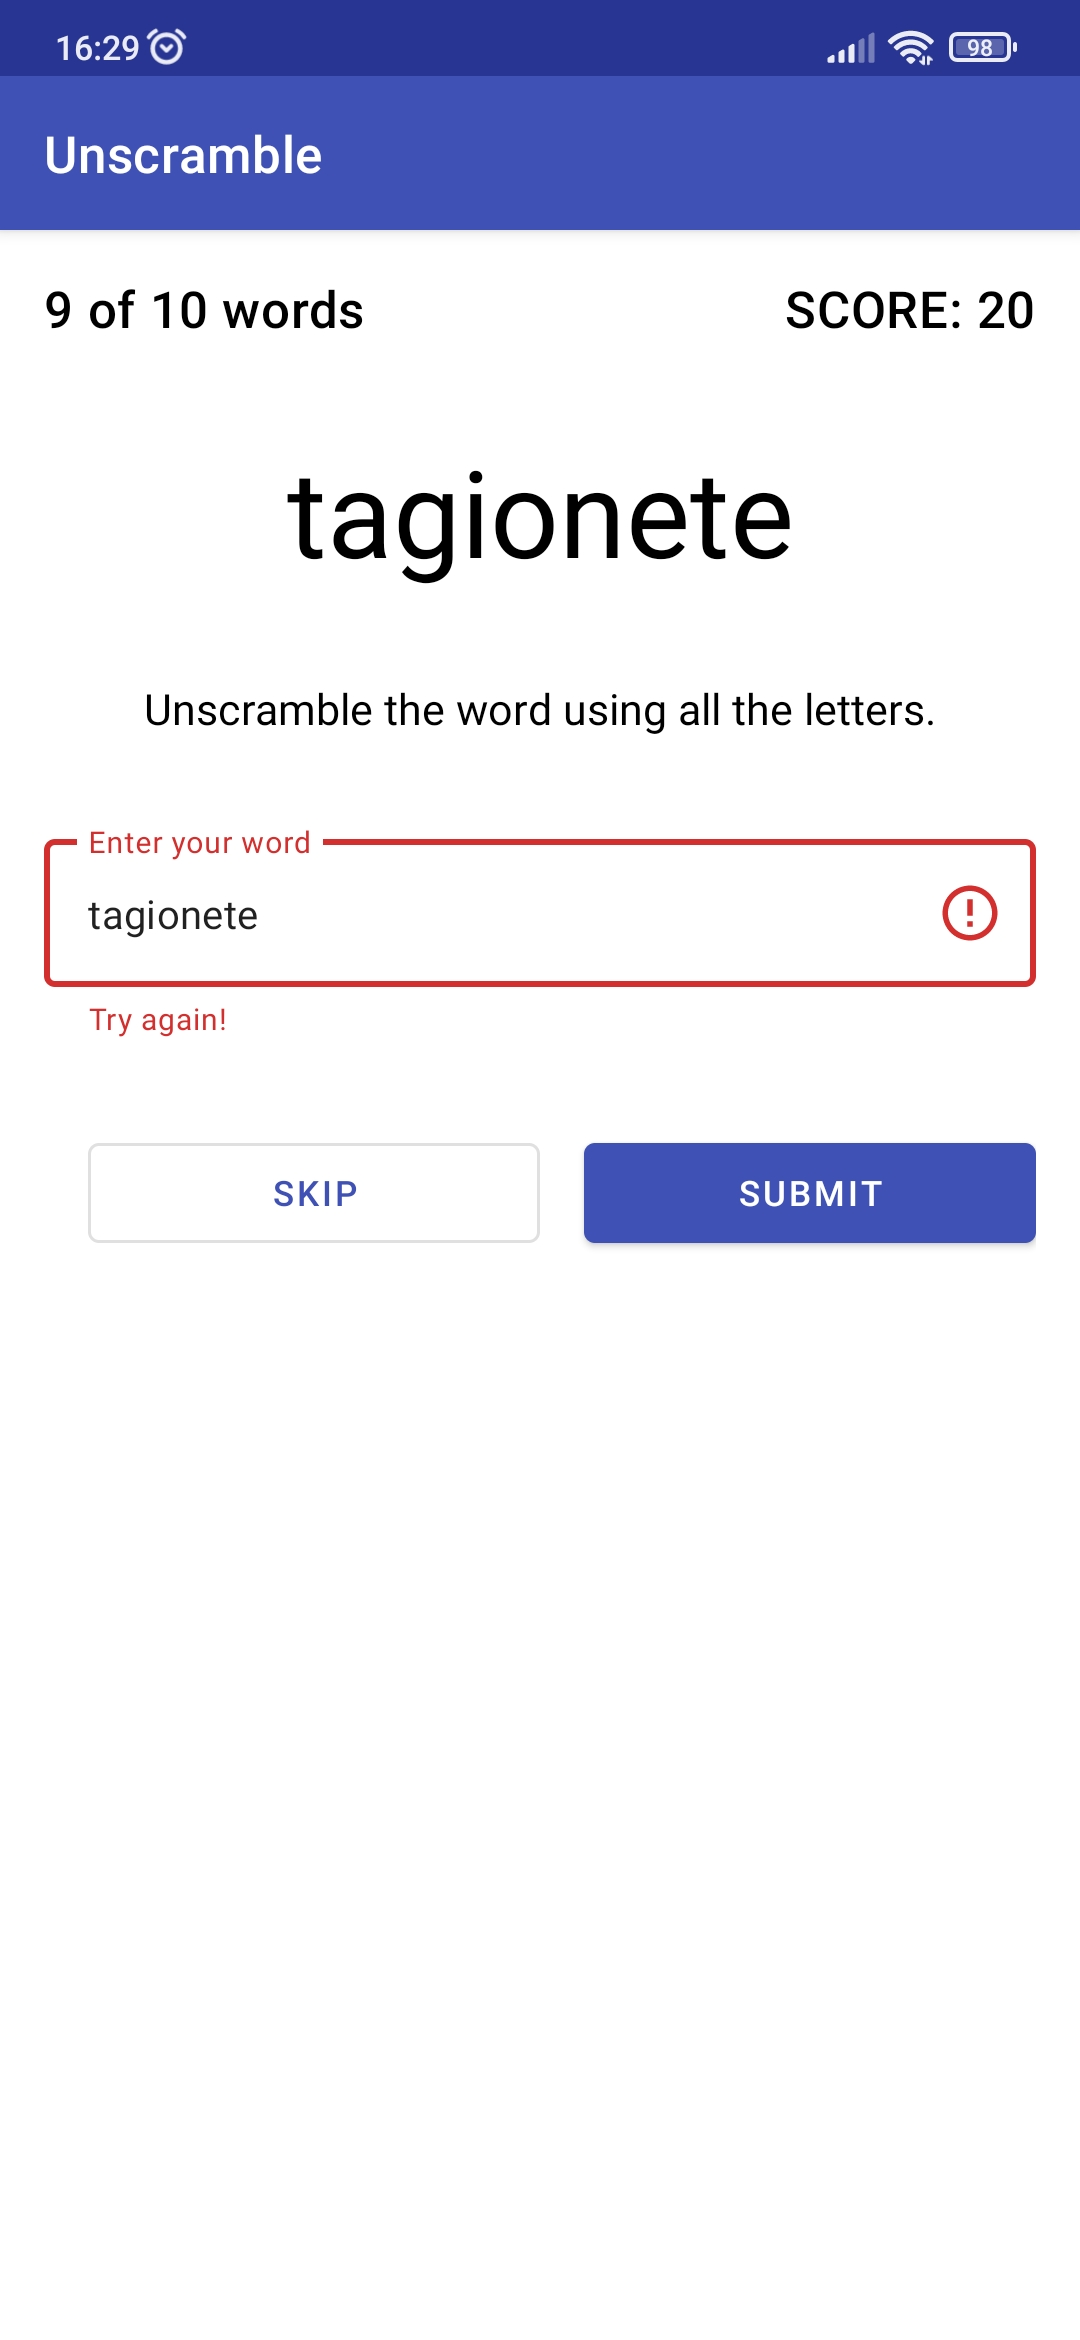 16:29
98
Unscramble
9 of 10 words
SCORE: 20
tagionete
Unscramble the word using all the letters.
Enter your word
tagionete
Try again!
SKIP
SUBMIT